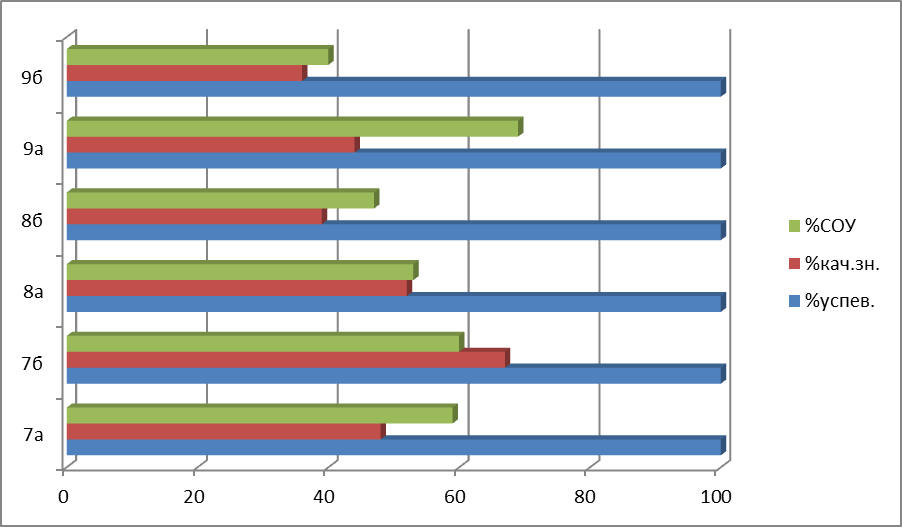 9б
9а
8б
8а
7б
7а
0 20 40 60 80 100
%СОУ
%кач.зн.
%успев.